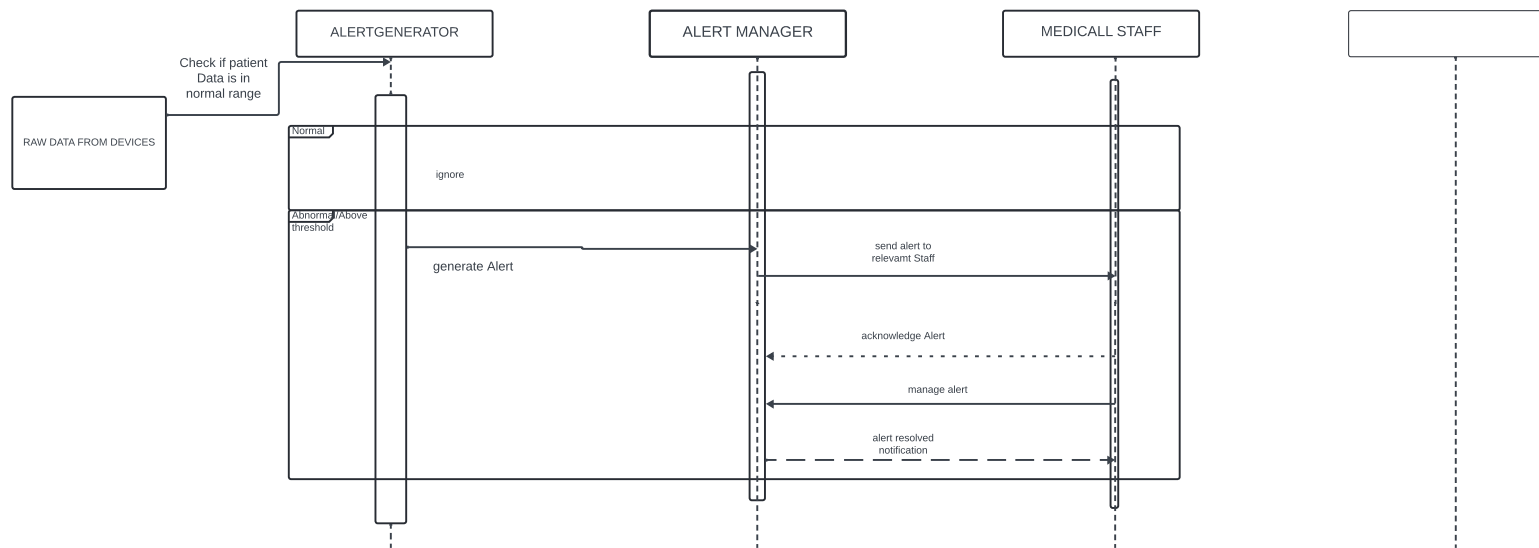 ALERTGENERATOR
ALERT MANAGER
MEDICALL STAFF
Check if patient
Data is in
normal range
RAW DATA FROM DEVICES
Normal
ignore
Abnormal/Above
threshold
generate Alert
send alert to
relevamt Staff
acknowledge Alert
manage alert
alert resolved
notification